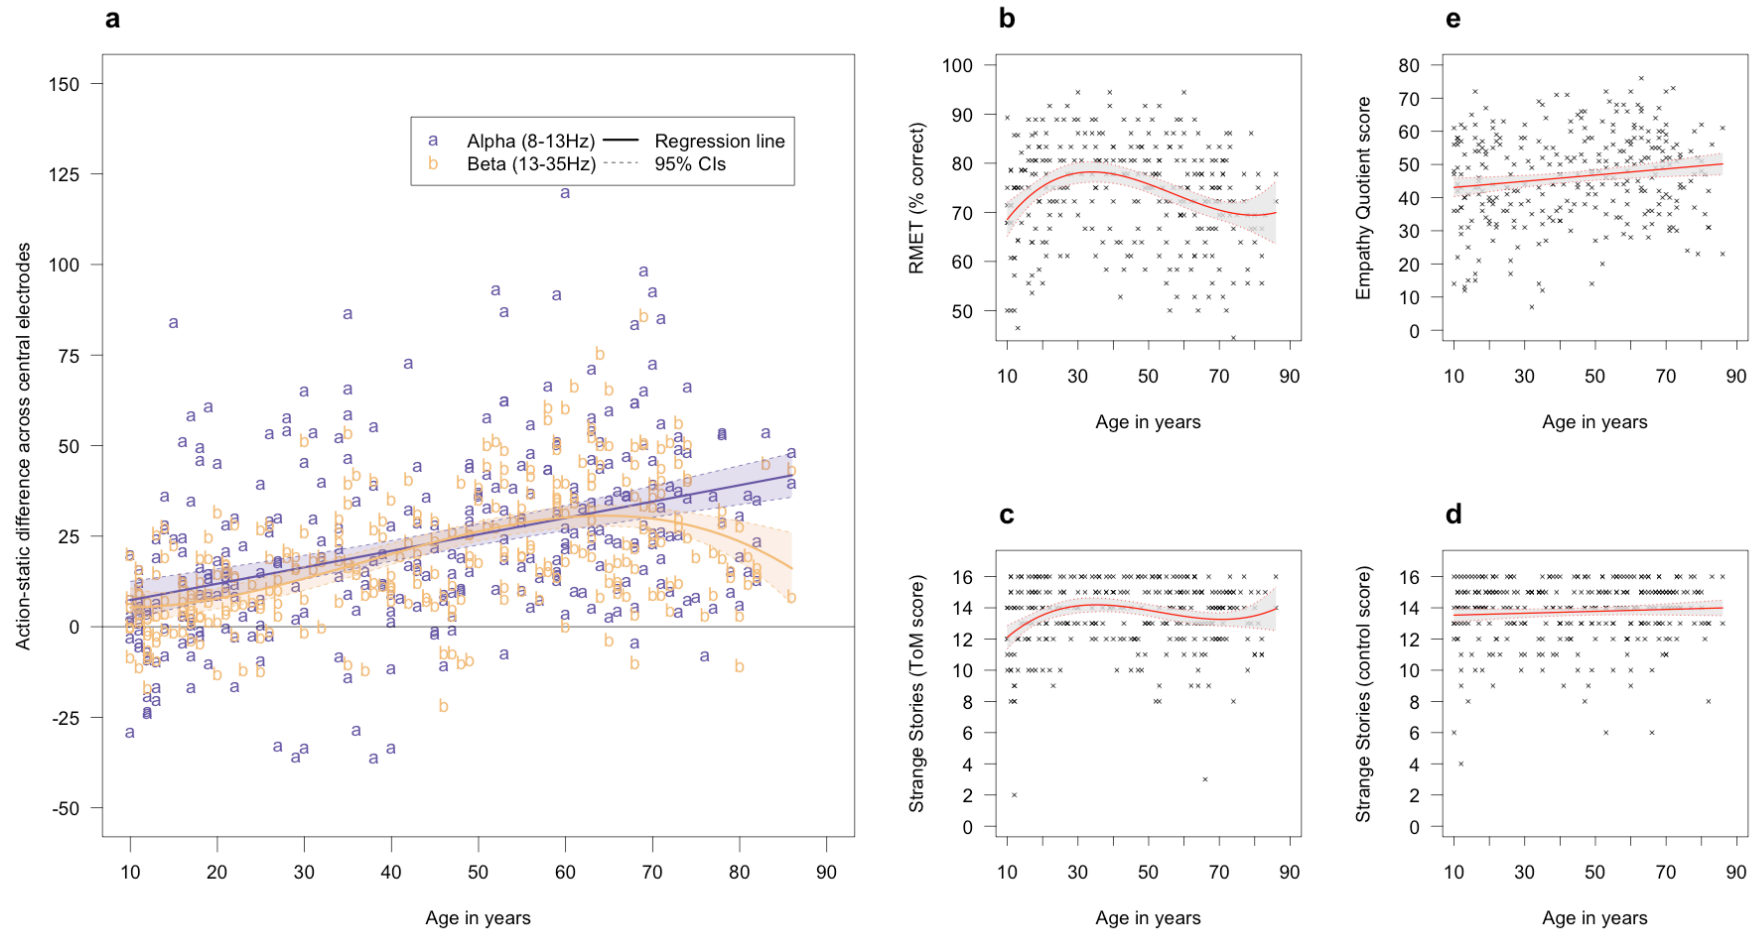 a
Action-static difference across central electrodes
150
125
100
75
50
25
0
-25
-50
a Alpha (8-13Hz) Regression line
b Beta (13-35Hz) 95% CIs
10 20 30 40 50 60 70 80 90
Age in years
b
RMET (% correct)
100
90
80
70
60
50
10 30 50 70 90
Age in years
e
Empathy Quotient score
80
70
60
50
40
30
20
10
0
10 30 50 70 90
Age in years
c
Strange Stories (ToM score)
16
14
12
10
8
6
4
2
0
10 30 50 70 90
Age in years
d
Strange Stories (control score)
16
14
12
10
8
6
4
2
0
10 30 50 70 90
Age in years